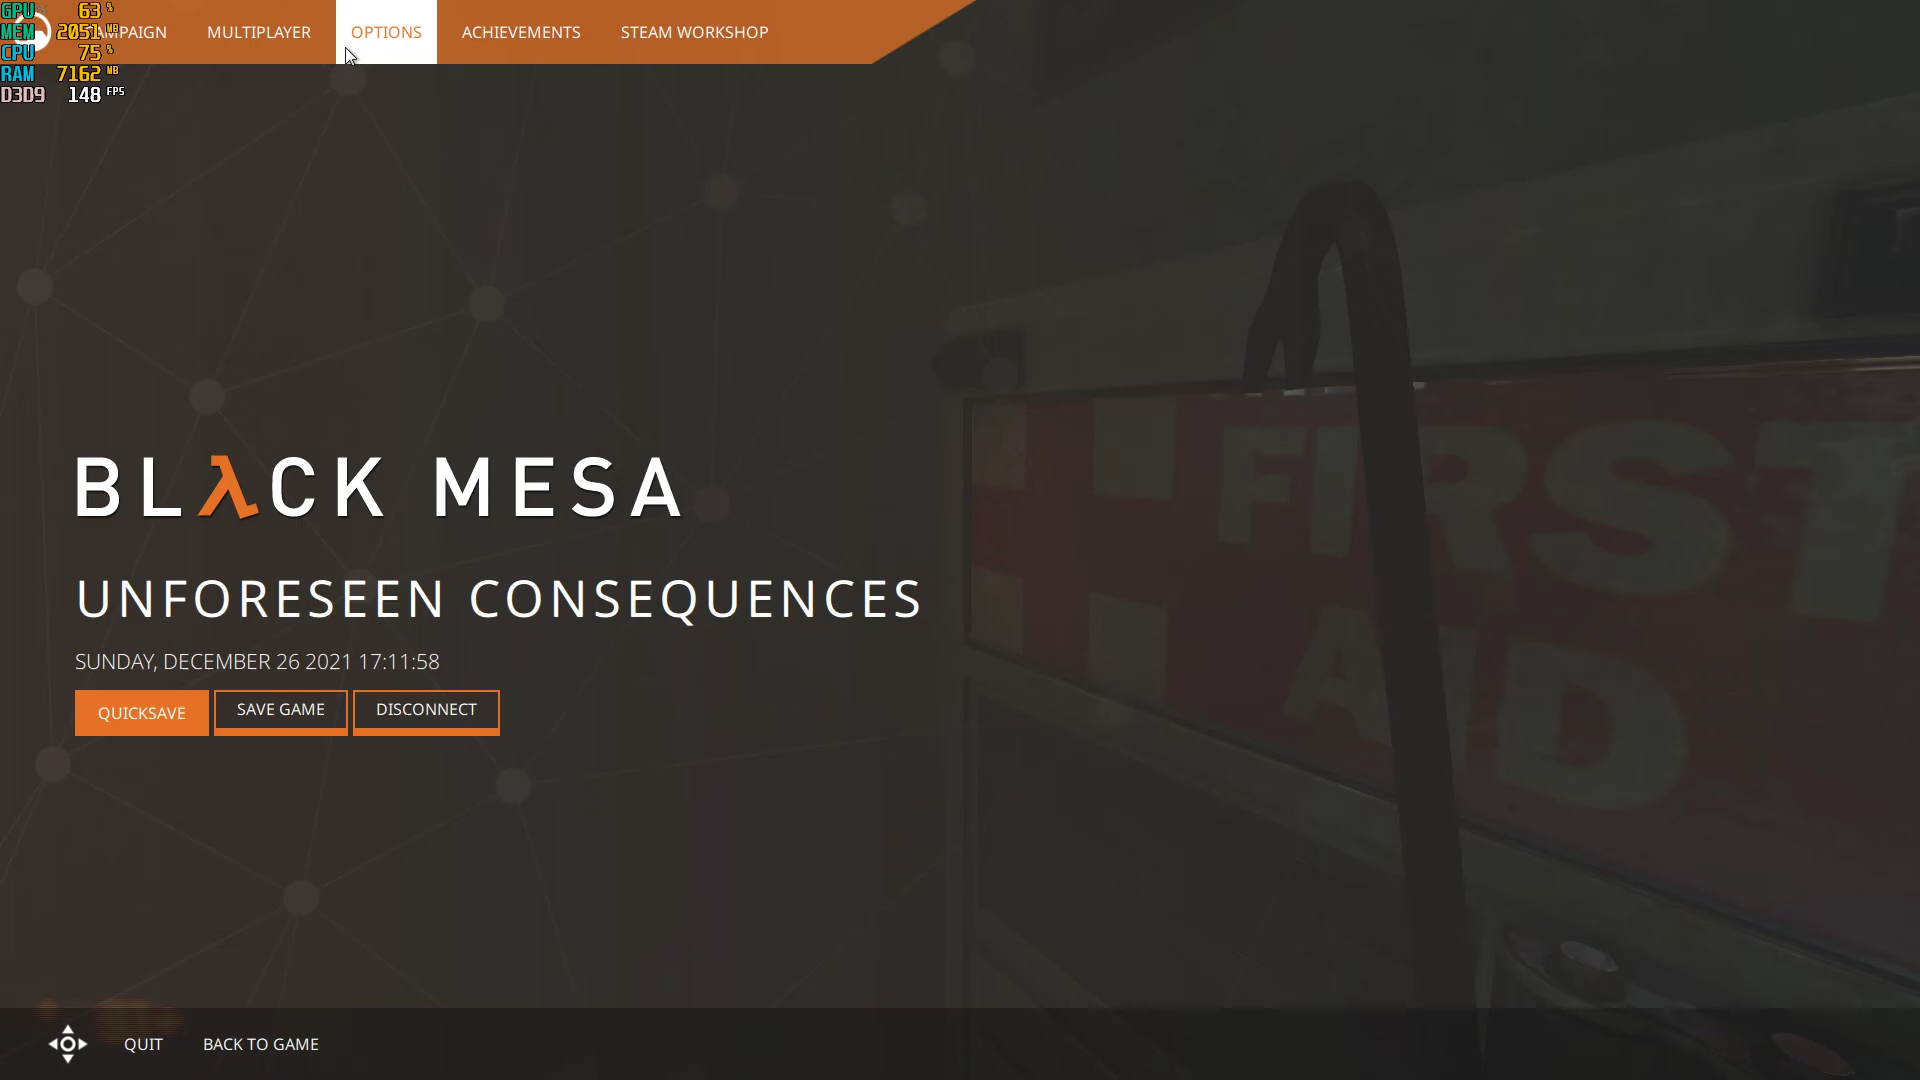 GPU 63 %
MEM 2051 MB
CPU 75 %
RAM 7162 MB
D3D9 148 FPS
AMPAIGN MULTIPLAYER OPTIONS ACHIEVEMENTS STEAM WORKSHOP
BLλCK MESA
UNFORESEEN CONSEQUENCES
SUNDAY, DECEMBER 26 2021 17:11:58
QUICKSAVE SAVE GAME DISCONNECT
FIRST
AID
QUIT BACK TO GAME